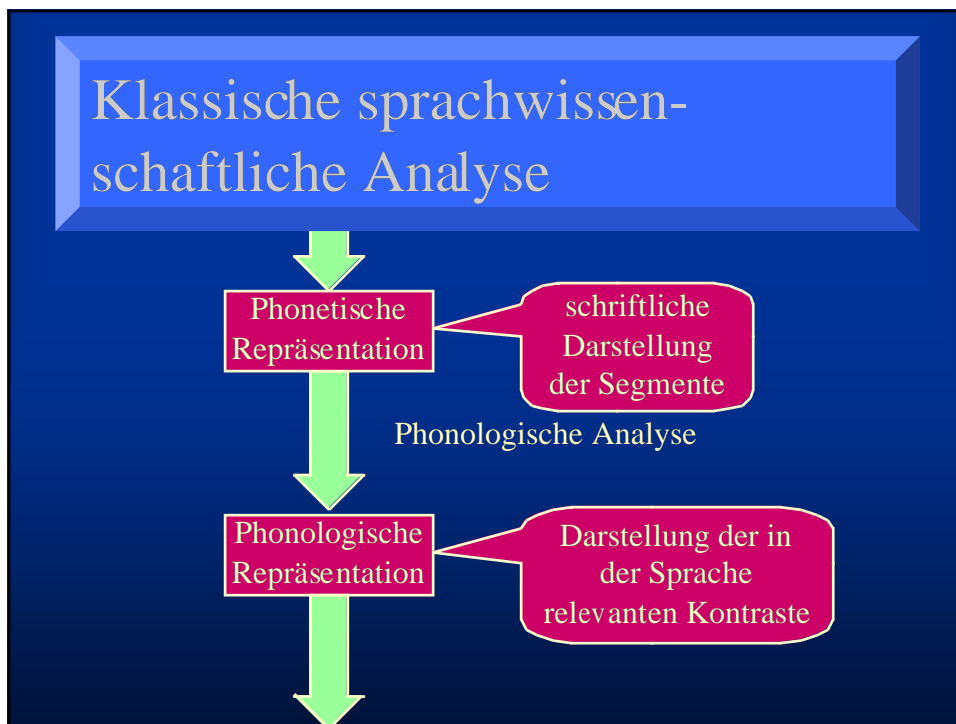 Klassische sprachwissen-
schaftliche Analyse
Phonetische
Repräsentation
schriftliche
Darstellung
der Segmente
Phonologische Analyse
Phonologische
Repräsentation
Darstellung der in
der Sprache
relevanten Kontraste